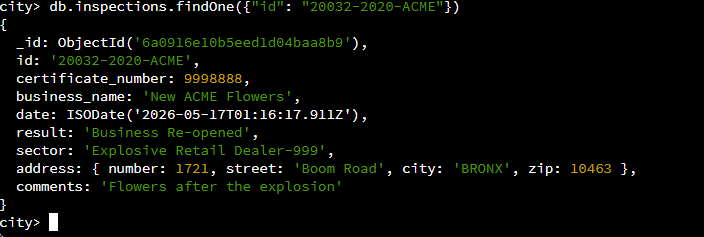 city> db.inspections.findOne({"id": "20032-2020-ACME"})
{
  _id: ObjectId('6a0916e10b5eed1d04baa8b9'),
  id: '20032-2020-ACME',
  certificate_number: 9998888,
  business_name: 'New ACME Flowers',
  date: ISODate('2026-05-17T01:16:17.911Z'),
  result: 'Business Re-opened',
  sector: 'Explosive Retail Dealer-999',
  address: { number: 1721, street: 'Boom Road', city: 'BRONX', zip: 10463 },
  comments: 'Flowers after the explosion'
}
city>